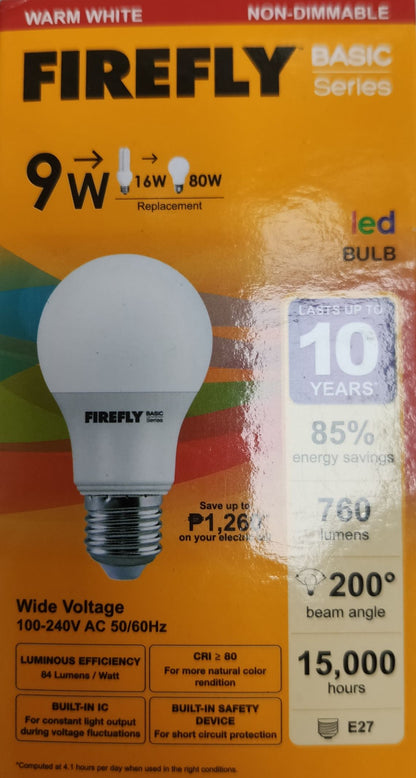 WARM WHITE
NON-DIMMABLE
FIREFLY™
BASIC
Series
9W → 16W → 80W
Replacement
led
BULB
FIREFLY BASIC
Series
LASTS UP TO
10
YEARS*
85%
energy savings
760
lumens
200°
beam angle
15,000
hours
E27
Save up to
on your
Wide Voltage
100-240V AC 50/60Hz
LUMINOUS EFFICIENCY
84 Lumens / Watt
CRI ≥ 80
For more natural color
rendition
BUILT-IN IC
For constant light output
during voltage fluctuations
BUILT-IN SAFETY
DEVICE
For short circuit protection
*Computed at 4.1 hours per day when used in the right conditions.